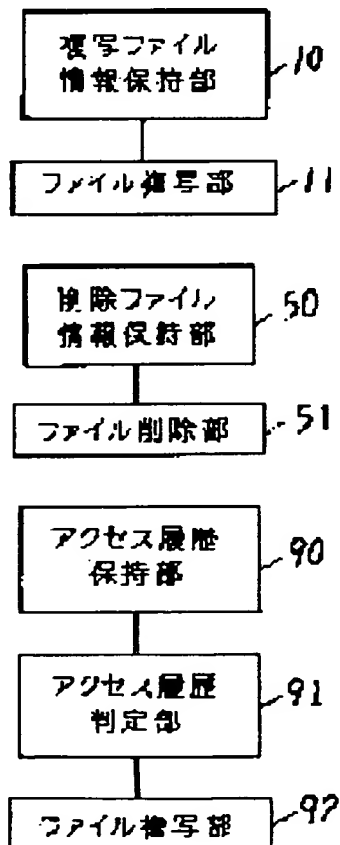 複写ファイル
情報保持部
10
ファイル複写部
11
削除ファイル
情報保持部
50
ファイル削除部
51
アクセス履歴
保持部
90
アクセス履歴
判定部
91
ファイル複写部
92